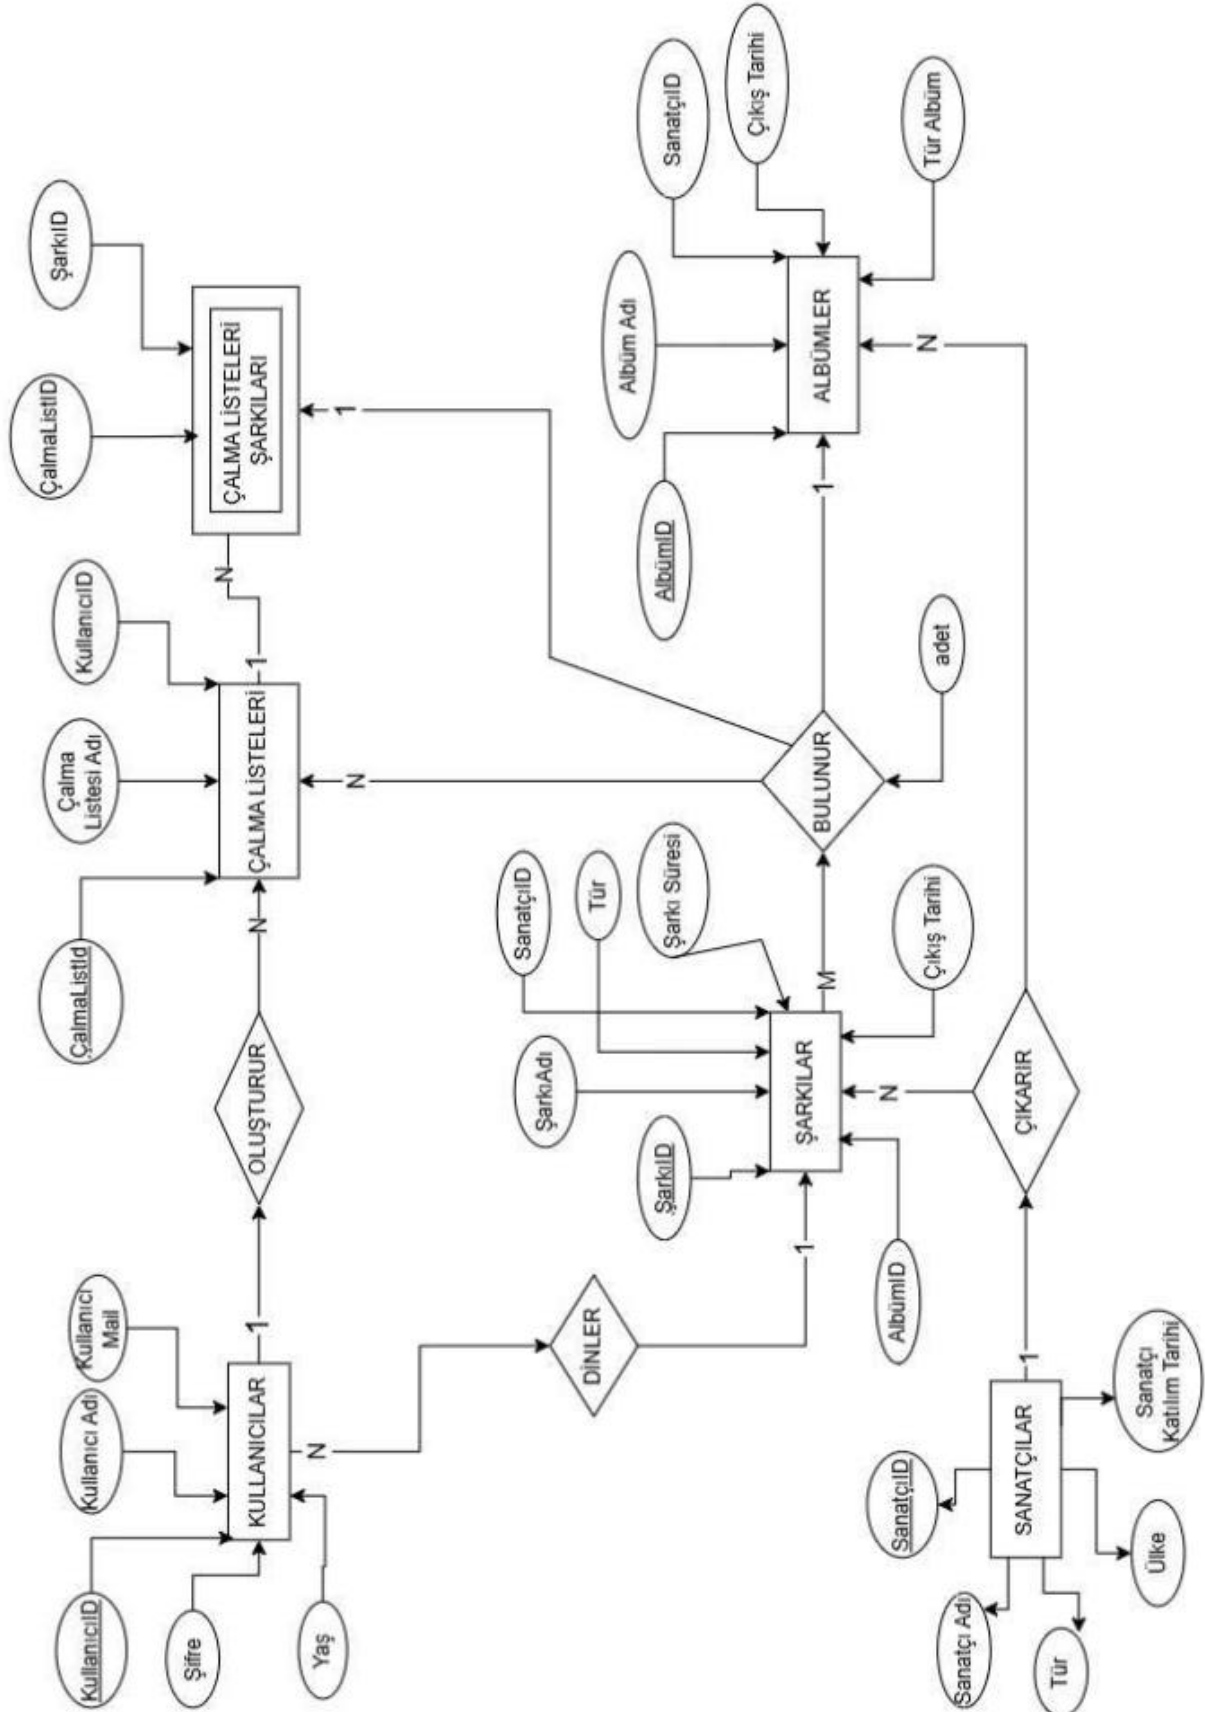 KullanıcıID
(Kullanıcı Adı
Kullanıcı
Mail
Şifre
Yaş
KULLANICILAR
1
OLUŞTURUR
N
ÇalmaListId
Çalma
Listesi Adı
KullanıcıID
ÇALMA LİSTELERİ
1
N
ÇalmaListID
ŞarkıID
ÇALMA LİSTELERİ
ŞARKILARI
N
DİNLER
1
N
1
ŞarkıID
ŞarkıAdı
Tür
SanatçıID
Şarkı Süresi
ŞARKILAR
AlbümID
Çıkış Tarihi
M
BULUNUR
adet
1
AlbümID
Albüm Adı
SanatçıID
Çıkış Tarihi
ALBÜMLER
Tür Albüm
N
N
SanatçıID
Sanatçı Adı
SANATÇILAR
Tür
Ülke
Sanatçı
Katılım Tarihi
1
ÇIKARIR